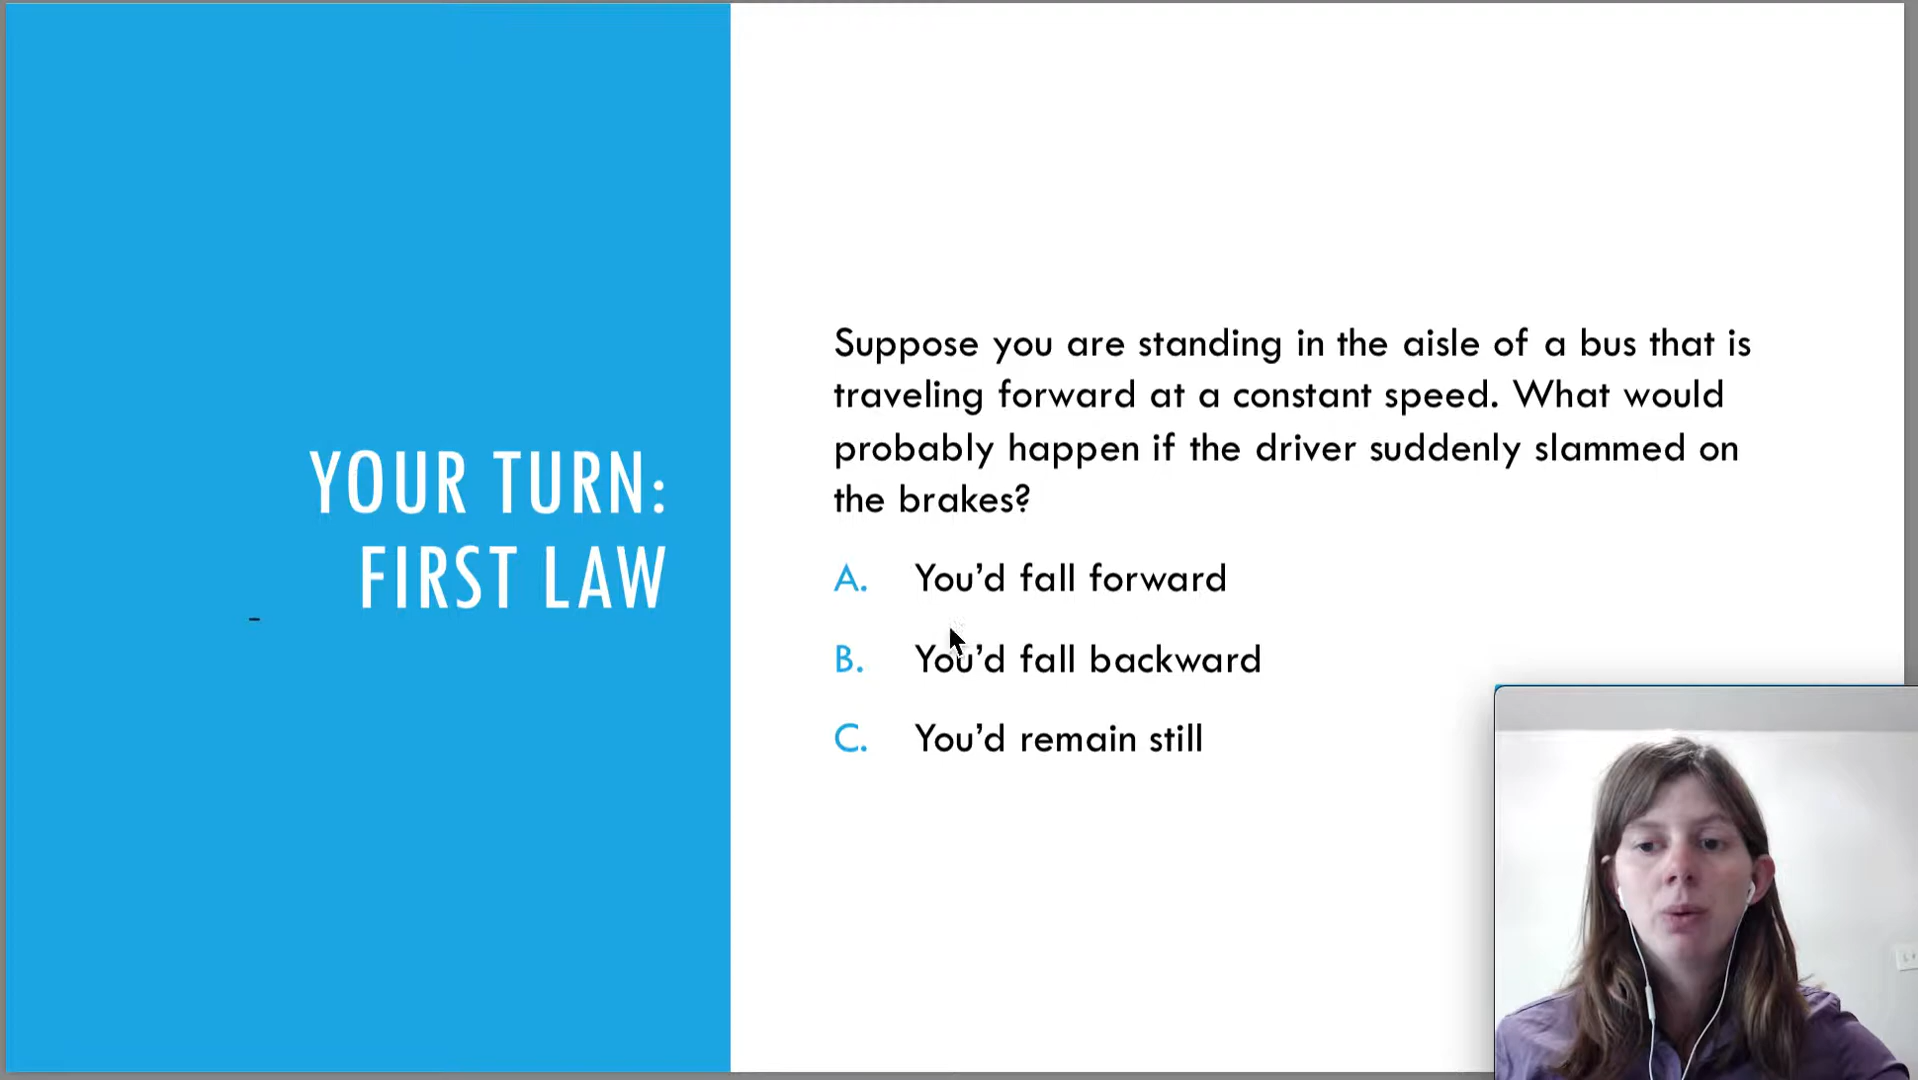 YOUR TURN:
FIRST LAW
Suppose you are standing in the aisle of a bus that is
traveling forward at a constant speed. What would
probably happen if the driver suddenly slammed on
the brakes?
A. You’d fall forward
B. You’d fall backward
C. You’d remain still